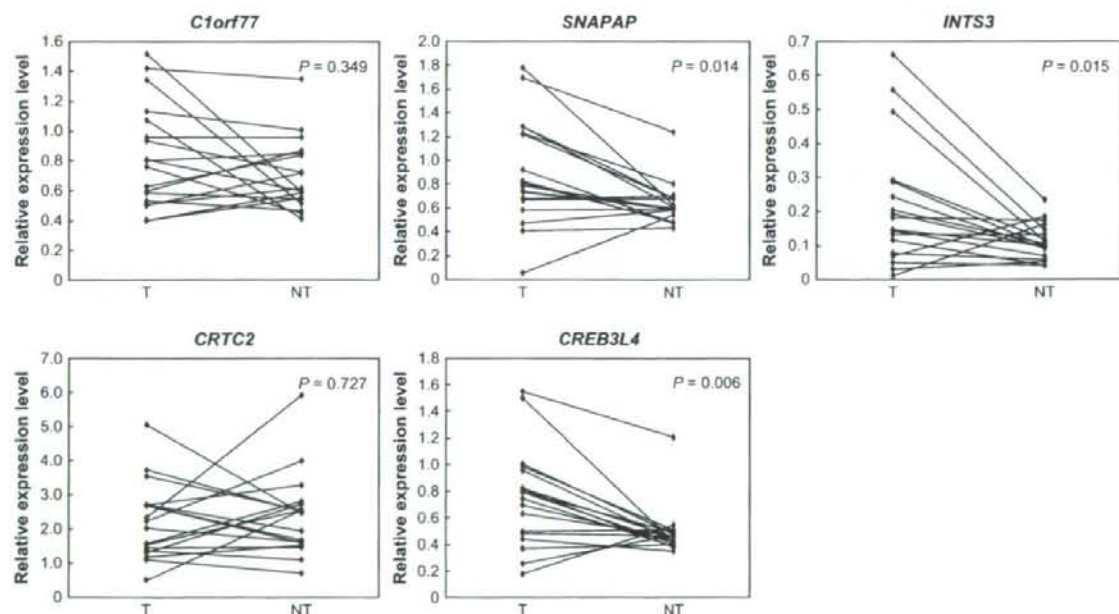 C1orf77
SNAPAP
INTS3
Relative expression level
1.6
1.4
1.2
1.0
0.8
0.6
0.4
0.2
0
P = 0.349
T
NT
Relative expression level
2.0
1.8
1.6
1.4
1.2
1.0
0.8
0.6
0.4
0.2
0
P = 0.014
T
NT
Relative expression level
0.7
0.6
0.5
0.4
0.3
0.2
0.1
0
P = 0.015
T
NT
CRTC2
CREB3L4
Relative expression level
7.0
6.0
5.0
4.0
3.0
2.0
1.0
0.0
P = 0.727
T
NT
Relative expression level
1.8
1.6
1.4
1.2
1.0
0.8
0.6
0.4
0.2
0
P = 0.006
T
NT